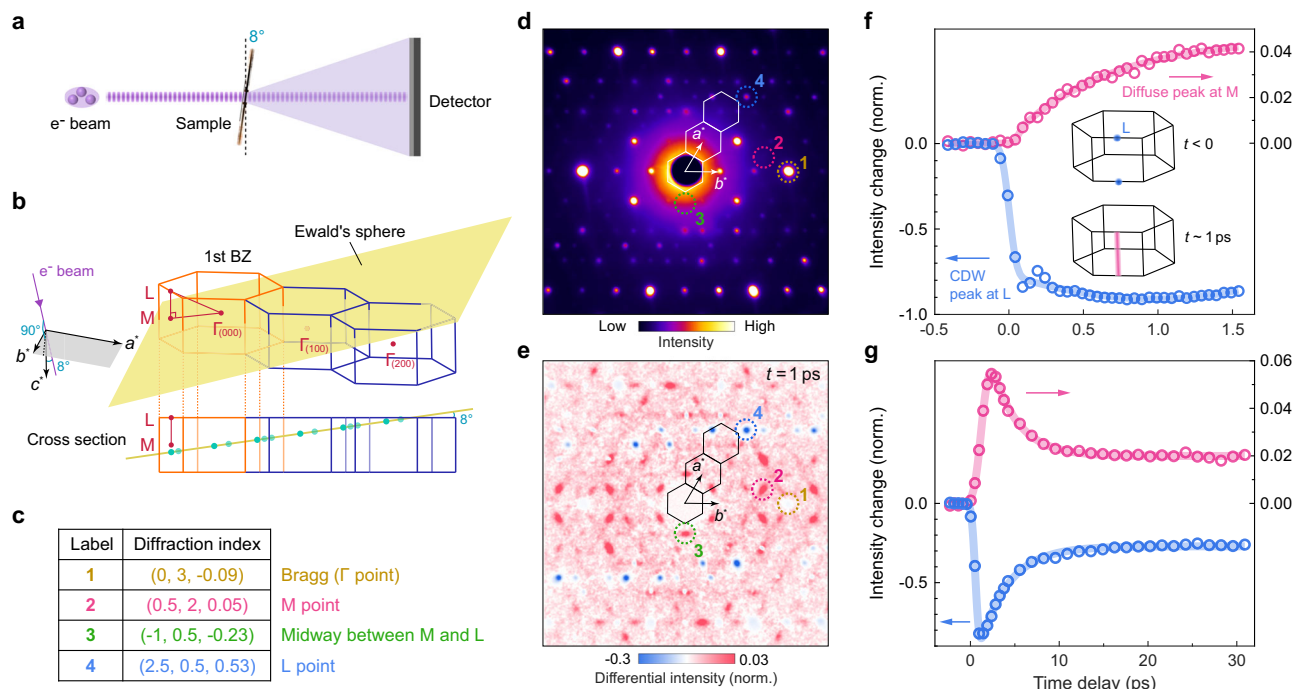 a
8°
e⁻ beam
Sample
Detector
b
Ewald's sphere
1st BZ
e⁻ beam
L
M
Γ(000)
Γ(100)
Γ(200)
90°
a*
b*
8°
c*
L
M
Cross section
8°
c
Label Diffraction index
1 (0, 3, -0.09) Bragg (Γ point)
2 (0.5, 2, 0.05) M point
3 (-1, 0.5, -0.23) Midway between M and L
4 (2.5, 0.5, 0.53) L point
d
4
a*
2
1
b*
3
Low High
Intensity
e
t = 1 ps
4
a*
2
1
b*
3
-0.3 0.03
Differential intensity (norm.)
f
Intensity change (norm.)
0.04
0.02
0.00
Diffuse peak at M
L
t < 0
t ~ 1 ps
CDW
peak at L
0.0
-0.5
-1.0
-0.5 0.0 0.5 1.0 1.5
g
Intensity change (norm.)
0.06
0.04
0.02
0.00
0.0
-0.5
0 5 10 15 20 25 30
Time delay (ps)